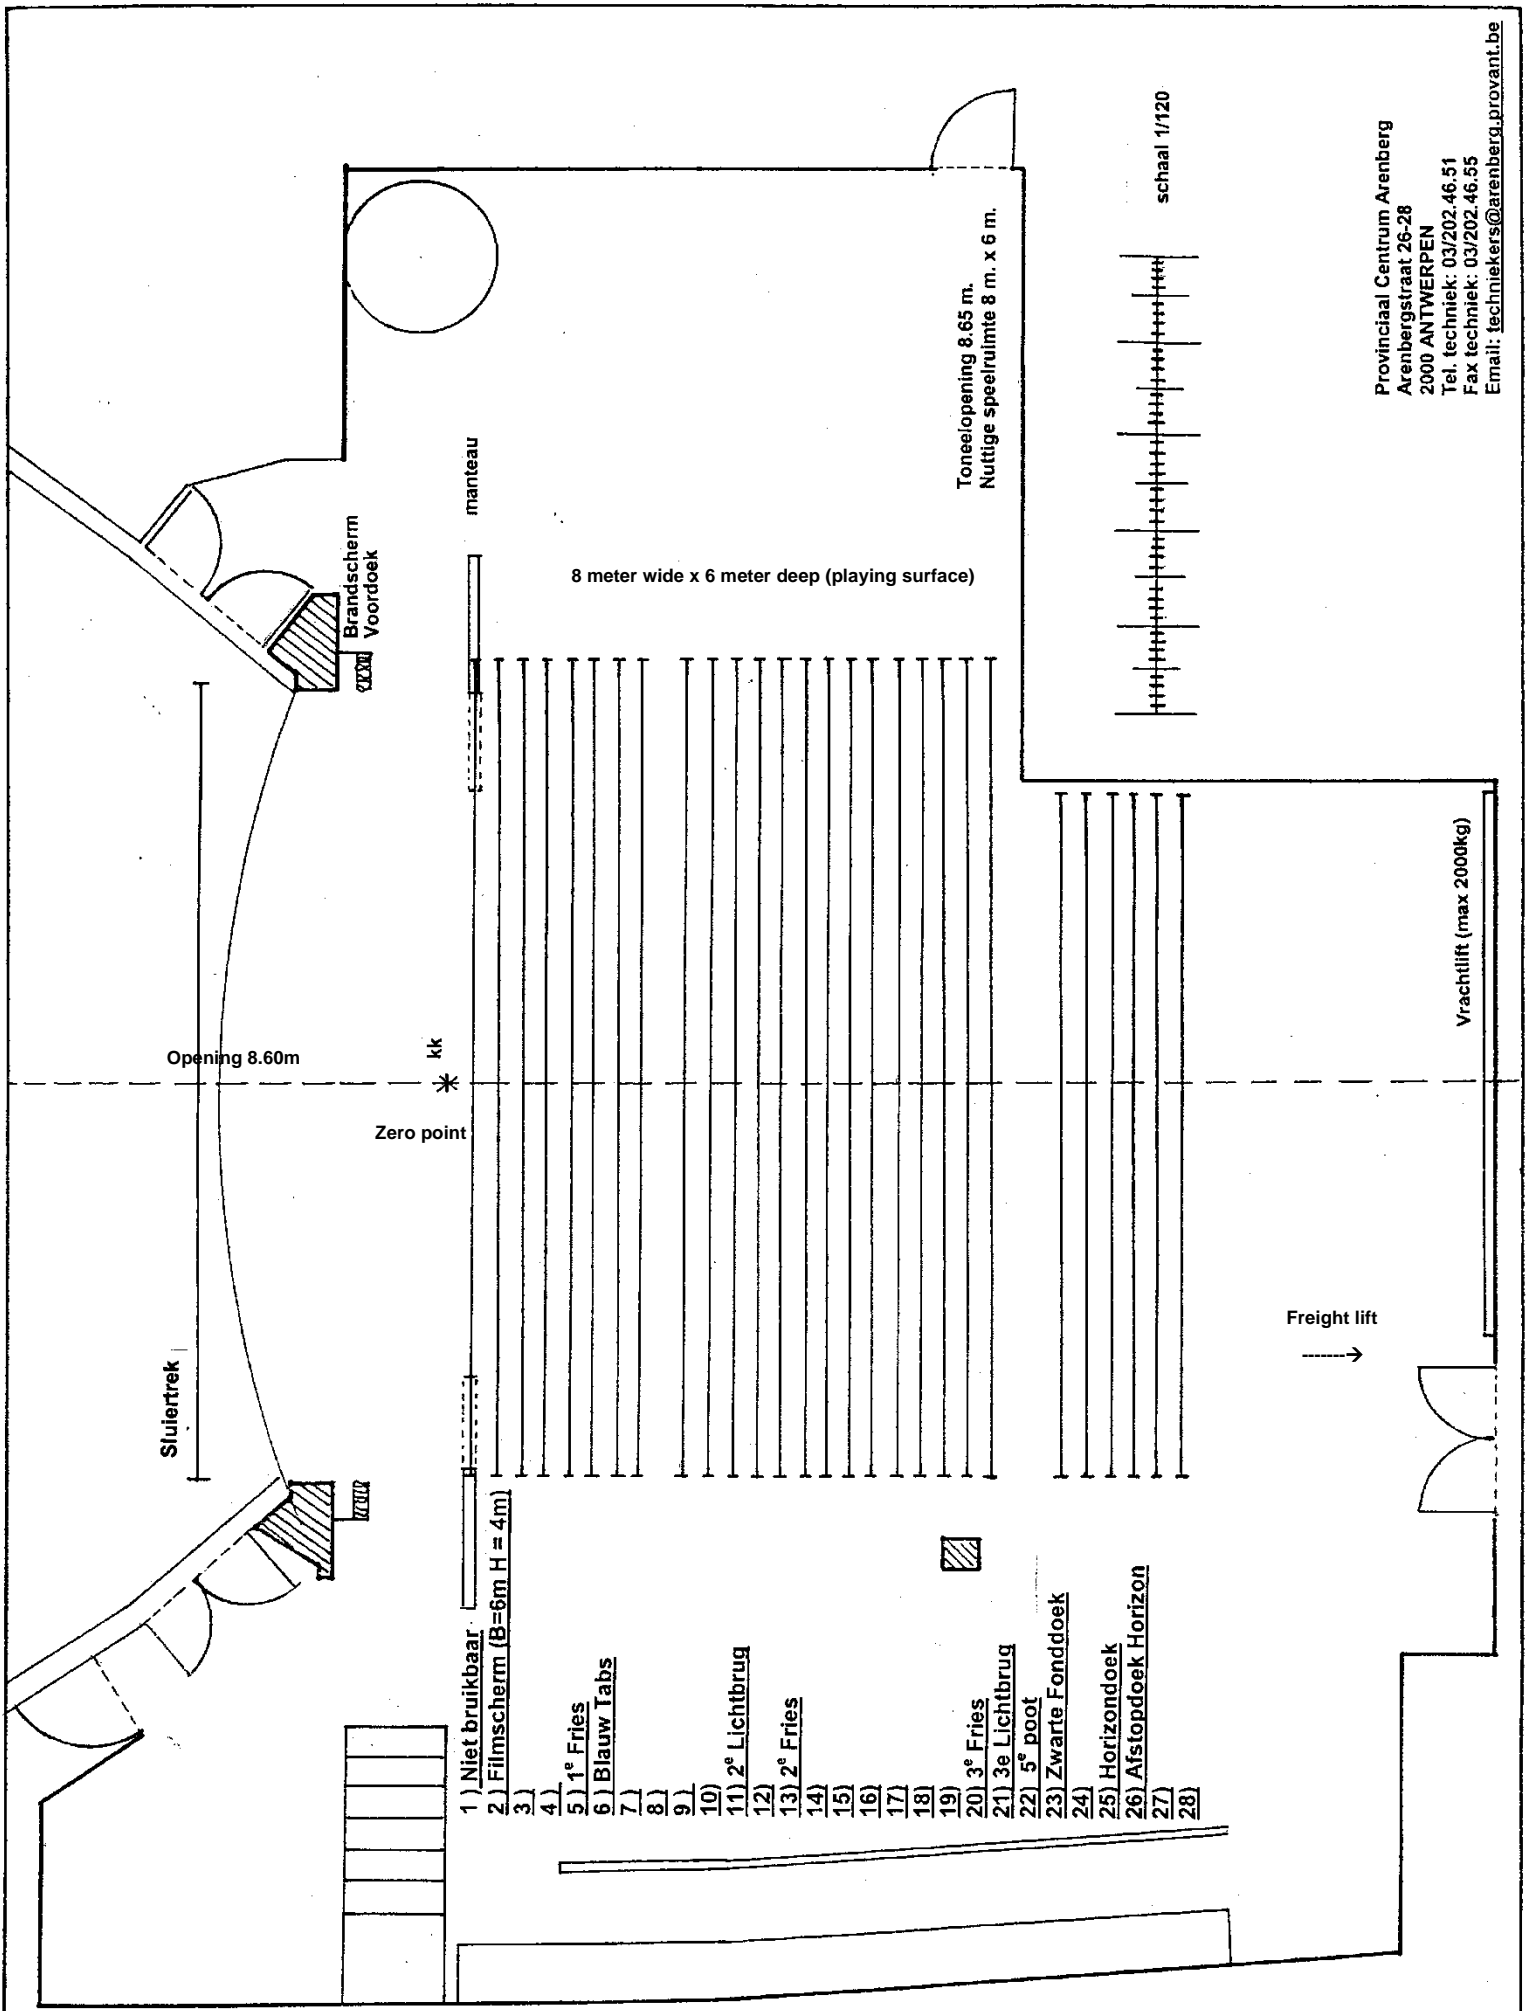 Sluiertrek
Opening 8.60m
Brandscherm
Voordoek
kk
Zero point
manteau
8 meter wide x 6 meter deep (playing surface)
Toneelopening 8.65 m.
Nuttige speelruimte 8 m. x 6 m.
schaal 1/120
1 ) Niet bruikbaar
2 ) Filmscherm (B=6m H = 4m)
3 )
4 )
5 ) 1e Fries
6 ) Blauw Tabs
7 )
8 )
9 )
10)
11) 2e Lichtbrug
12)
13) 2e Fries
14)
15)
16)
17)
18)
19)
20) 3e Fries
21) 3e Lichtbrug
22) 5e poot
23) Zwarte Fonddoek
24)
25) Horizondoek
26) Afstopdoek Horizon
27)
28)
Freight lift
------->
Vrachtlift (max 2000kg)
Provinciaal Centrum Arenberg
Arenbergstraat 26-28
2000 ANTWERPEN
Tel. techniek: 03/202.46.51
Fax techniek: 03/202.46.55
Email: techniekers@arenberg.provant.be